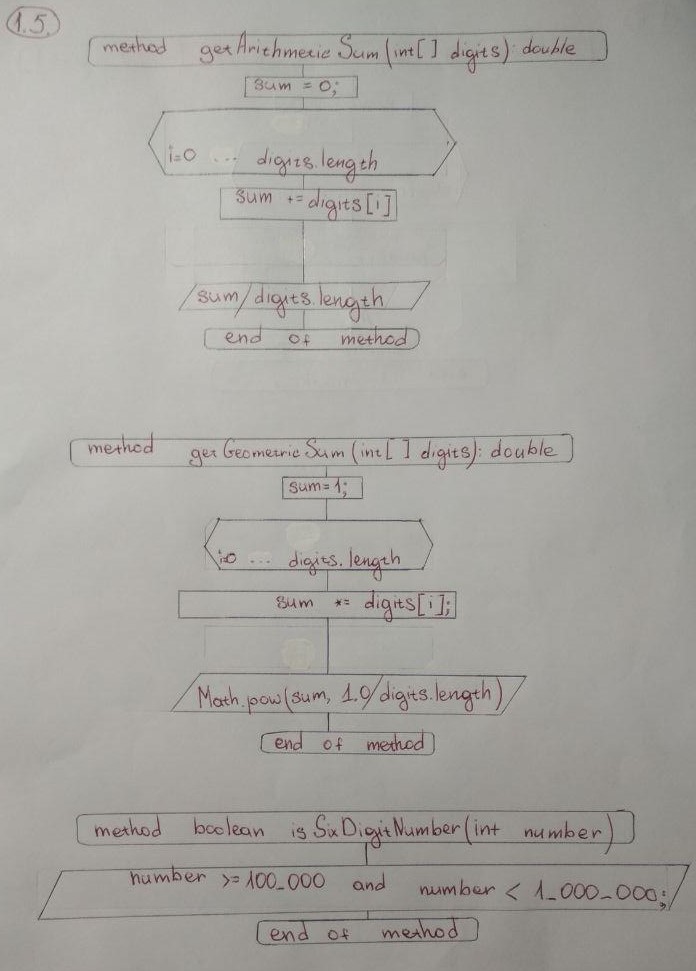 1.5.
method getArithmetic Sum (int[] digits): double
sum = 0;
i=0 ... digits.length
sum += digits[i]
sum/digits.length
end of method
method getGeometricSum (int[] digits): double
sum=1;
i=0 ... digits.length
sum *= digits[i];
Math.pow(sum, 1.0/digits.length)
end of method
method boolean isSixDigitNumber(int number)
number >= 100_000 and number < 1_000_000;
end of method